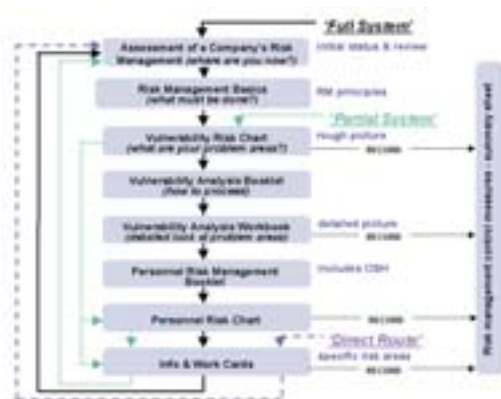 'Full System'
Assessment of a Company's Risk
Management (where are you now?)
initial status & review
Risk Management Basics
(what must be done?)
RM principles
'Partial System'
Vulnerability Risk Chart
(what are your problem areas?)
rough picture
RECORD
Vulnerability Analysis Booklet
(how to process)
Vulnerability Analysis Workbook
(detailed look at problem areas)
detailed picture
RECORD
Personnel Risk Management
Booklet
includes OSH
Personnel Risk Chart
RECORD
'Direct Route'
Info & Work Cards
specific risk areas
RECORD
Risk management control measures - summary sheet